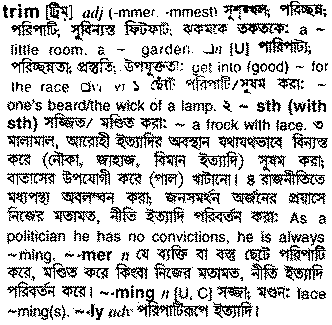 trim [ট্রিম্] adj (-mmer, -mmest) সুশৃঙ্খল, পরিচ্ছন্ন,
পরিপাটি, সুবিন্যস্ত ফিটফাট; ঝকঝকে তকতকে: a ~
little room. a ~ garden. □n [U] পারিপাট্য;
পরিচ্ছন্নতা; প্রস্তুতি; উপযুক্ততা: get into (good) ~ for
the race □vt, vi ১ ছেঁটে পরিপাটি/সুষম করা: ~
one's beard/the wick of a lamp. ২ ~ sth (with
sth) সজ্জিত/ মণ্ডিত করা: ~ a frock with lace. ৩
মালামাল, আরোহী ইত্যাদির অবস্থান যথাযথভাবে বিন্যস্ত
করে (নৌকা, জাহাজ, বিমান ইত্যাদি) সুষম করা;
বাতাসের উপযোগী করে (পাল) খাটানো। ৪ রাজনীতিতে
মধ্যপন্থা অবলম্বন করা; জনসমর্থন অর্জনের প্রয়াসে
নিজের মতামত, নীতি ইত্যাদি পরিবর্তন করা: As a
politician he has no convictions, he is always
~ming. ~·mer n যে ব্যক্তি বা বস্তু ছেটে পরিপাটি
করে, মণ্ডিত করে কিংবা নিজের মতামত, নীতি ইত্যাদি
পরিবর্তন করে। ~·ming n [U, C] সজ্জা; মণ্ডন: lace
~ming(s). ~·ly adv পরিপাটিরূপে ইত্যাদি।